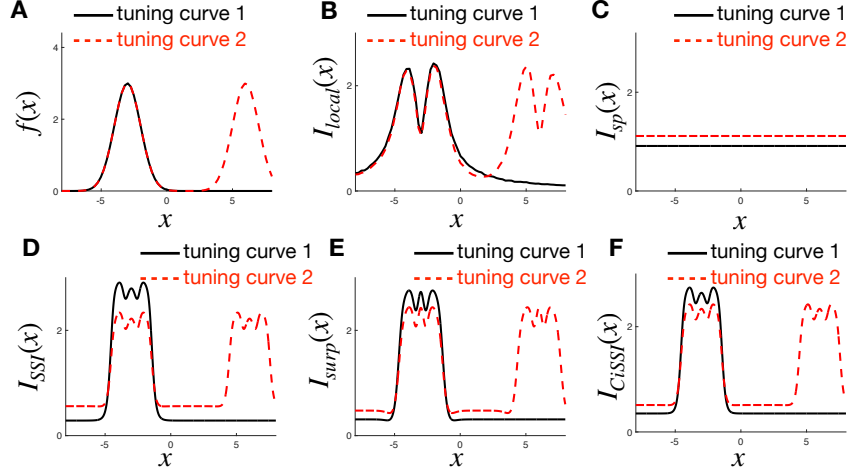 A
tuning curve 1
tuning curve 2
f(x)
4
2
0
-5
0
5
x
B
tuning curve 1
tuning curve 2
I_local(x)
2
0
-5
0
5
x
C
tuning curve 1
tuning curve 2
I_sp(x)
2
0
-5
0
5
x
D
tuning curve 1
tuning curve 2
I_SSI(x)
2
0
-5
0
5
x
E
tuning curve 1
tuning curve 2
I_surp(x)
2
0
-5
0
5
x
F
tuning curve 1
tuning curve 2
I_CiSSI(x)
2
0
-5
0
5
x